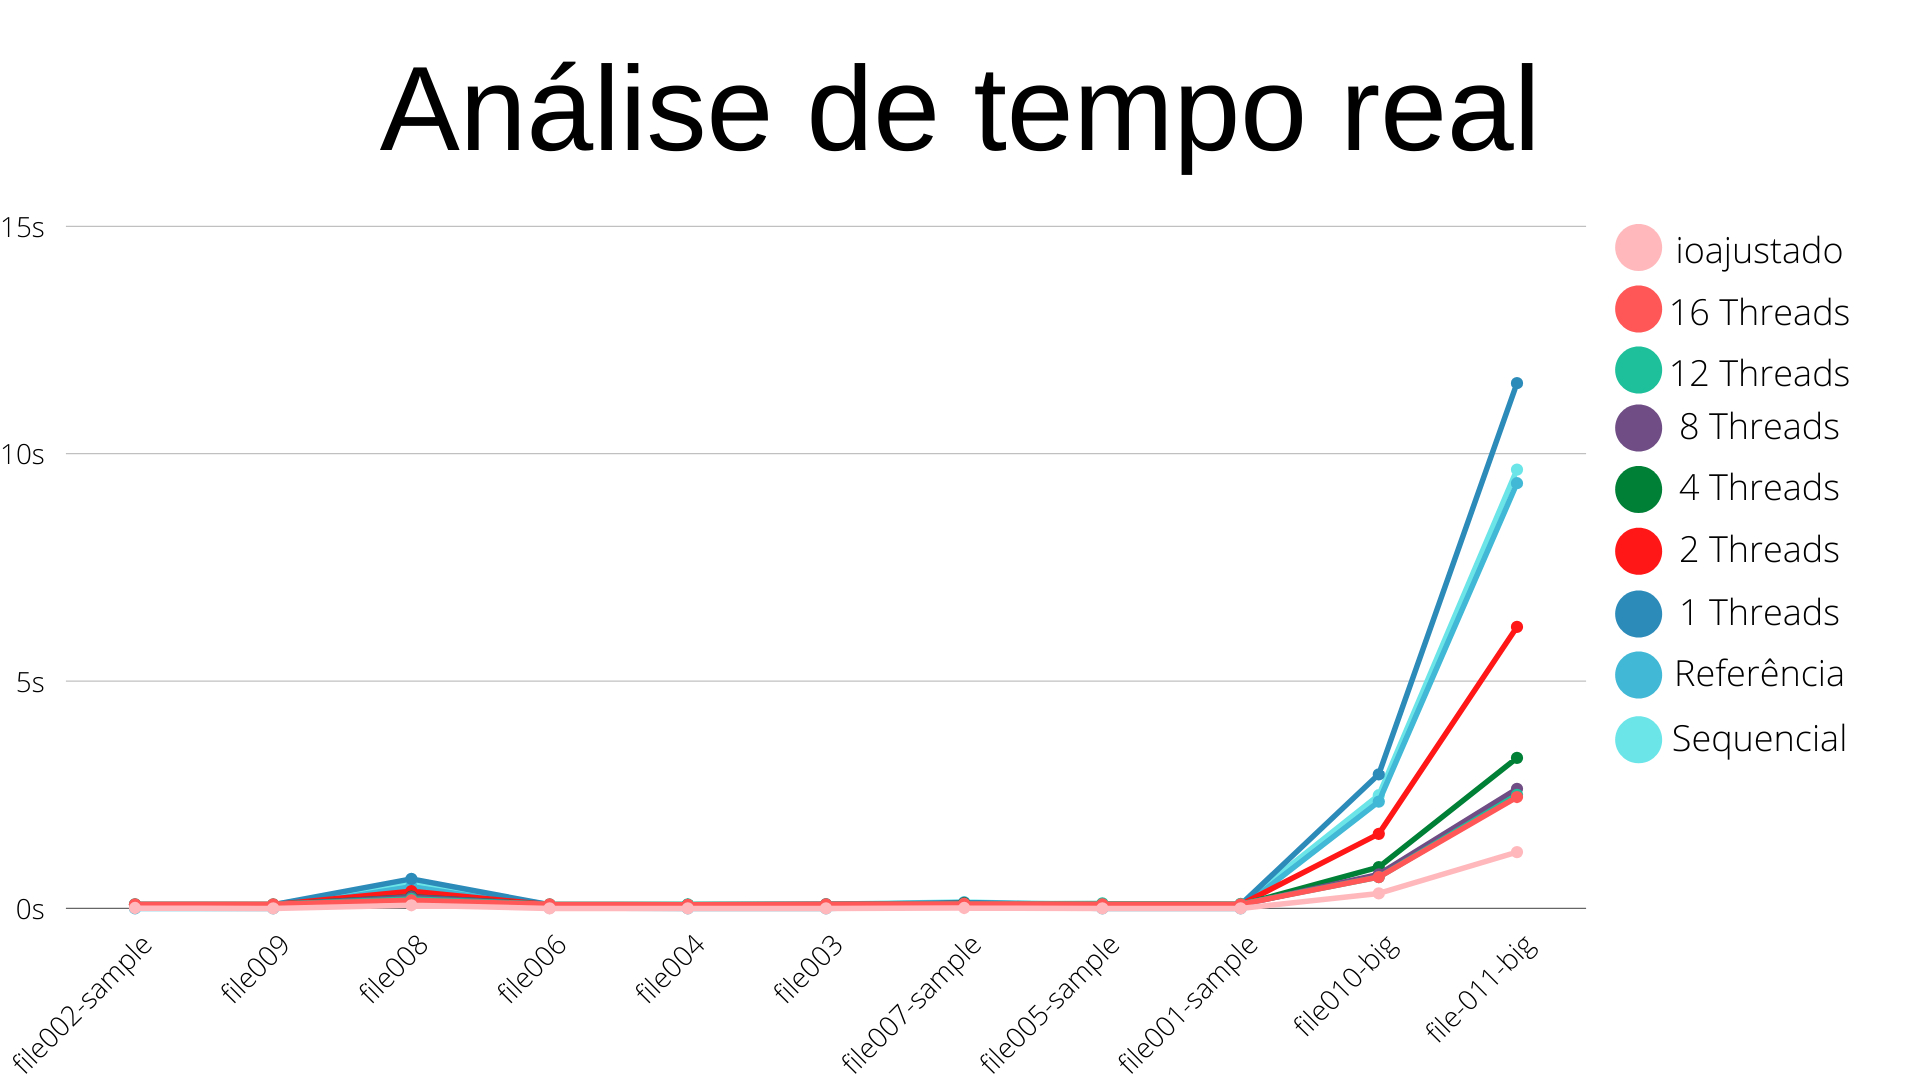 Análise de tempo real
15s
10s
5s
0s
file002-sample
file009
file008
file006
file004
file003
file007-sample
file005-sample
file001-sample
file010-big
file-011-big
ioajustado
16 Threads
12 Threads
8 Threads
4 Threads
2 Threads
1 Threads
Referência
Sequencial